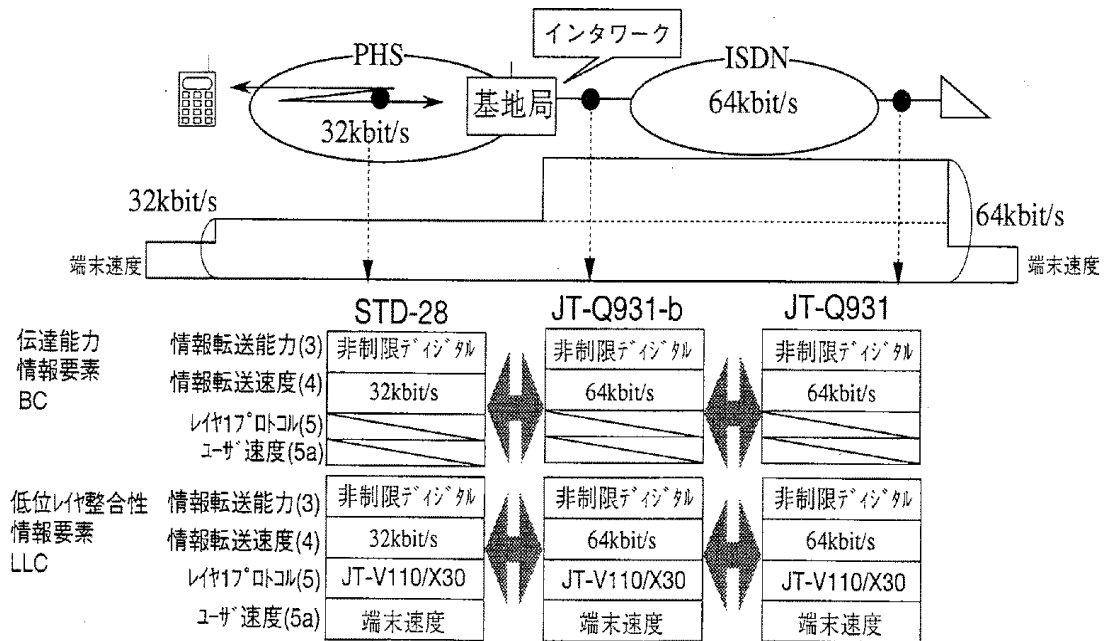 インタワーク
PHS
ISDN
基地局
32kbit/s
64kbit/s
32kbit/s
64kbit/s
端末速度
端末速度
STD-28
JT-Q931-b
JT-Q931
伝達能力
情報要素
BC
情報転送能力(3)
非制限ディジタル
非制限ディジタル
非制限ディジタル
情報転送速度(4)
32kbit/s
64kbit/s
64kbit/s
レイヤ1プロトコル(5)
ユーザ速度(5a)
低位レイヤ整合性
情報要素
LLC
情報転送能力(3)
非制限ディジタル
非制限ディジタル
非制限ディジタル
情報転送速度(4)
32kbit/s
64kbit/s
64kbit/s
レイヤ1プロトコル(5)
JT-V110/X30
JT-V110/X30
JT-V110/X30
ユーザ速度(5a)
端末速度
端末速度
端末速度